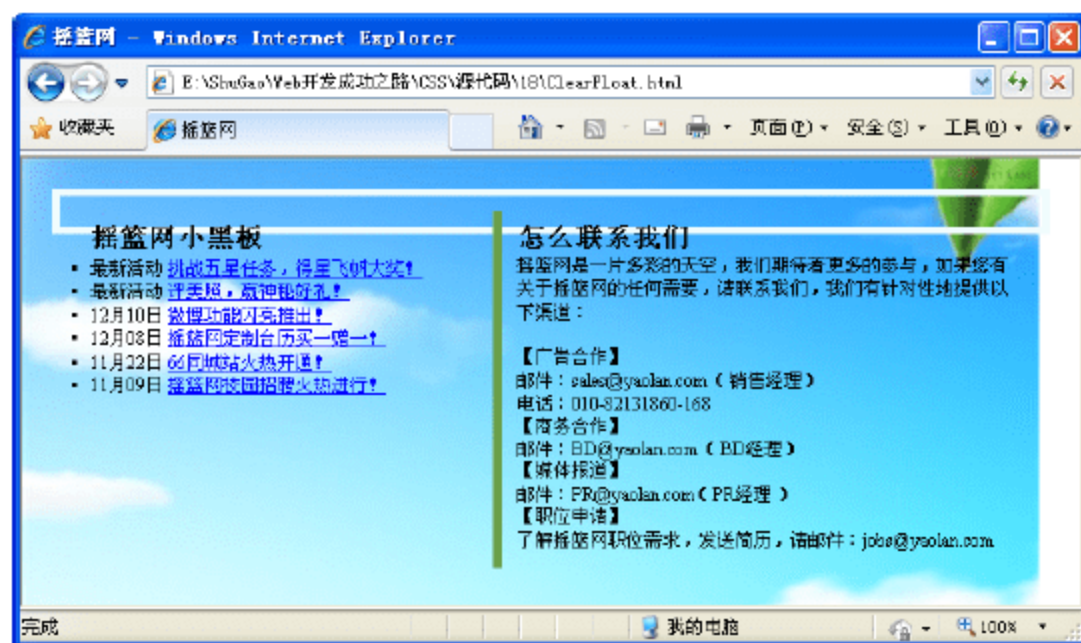 摇篮网 - Windows Internet Explorer
E:\ShuGao\Web开发成功之路\CSS\源代码\18\ClearFloat.html
收藏夹 摇篮网 页面(P) 安全(S) 工具(O)
摇篮网小黑板
最新活动 挑战五星任务，得星飞帆大奖！
最新活动 评美照，赢神秘好礼！
12月10日 微博功能闪亮推出！
12月08日 摇篮网定制台历买一赠一！
11月22日 66同城站火热开通！
11月09日 摇篮网校园招聘火热进行！
怎么联系我们
摇篮网是一片多彩的天空，我们期待着更多的参与，如果您有
关于摇篮网的任何需要，请联系我们，我们有针对性地提供以
下渠道：
【广告合作】
邮件：sales@yaolan.com（销售经理）
电话：010-82131860-168
【商务合作】
邮件：BD@yaolan.com（BD经理）
【媒体报道】
邮件：PR@yaolan.com（PR经理）
【职位申请】
了解摇篮网职位需求，发送简历，请邮件：jobs@yaolan.com
完成 我的电脑 100%